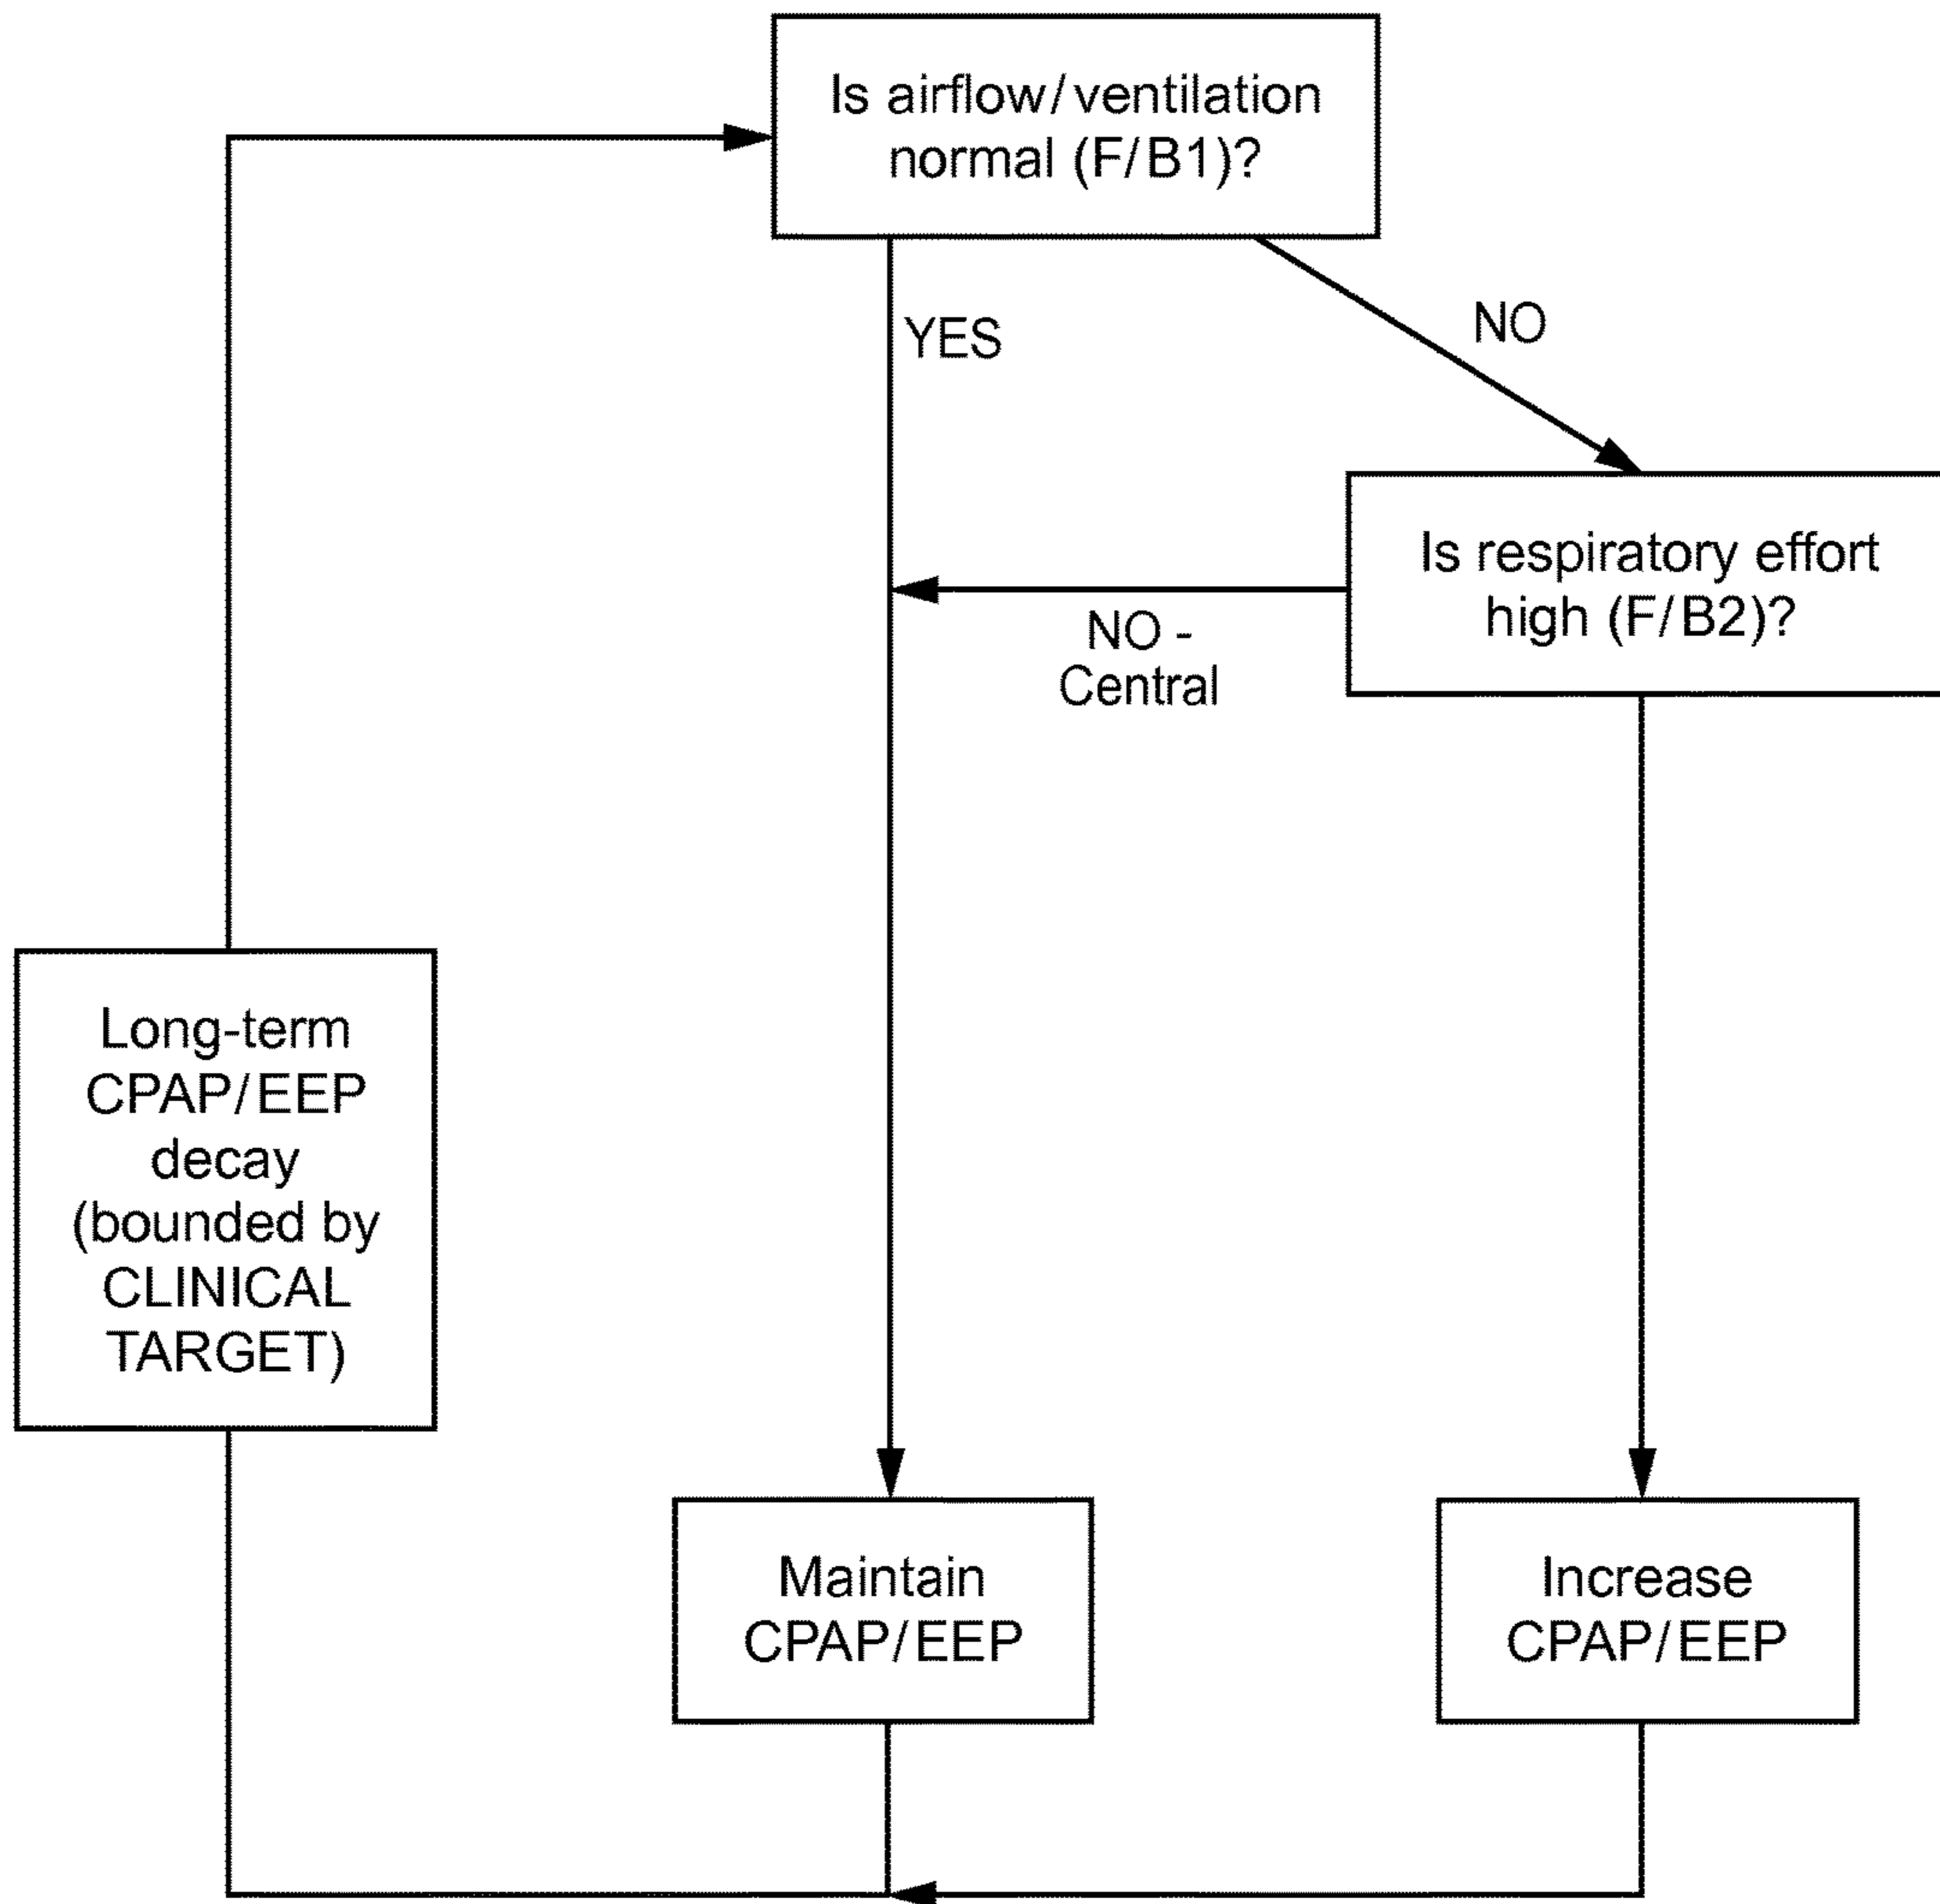 Is airflow/ventilation
normal (F/B1)?
YES
NO
Is respiratory effort
high (F/B2)?
NO -
Central
Long-term
CPAP/EEP
decay
(bounded by
CLINICAL
TARGET)
Maintain
CPAP/EEP
Increase
CPAP/EEP